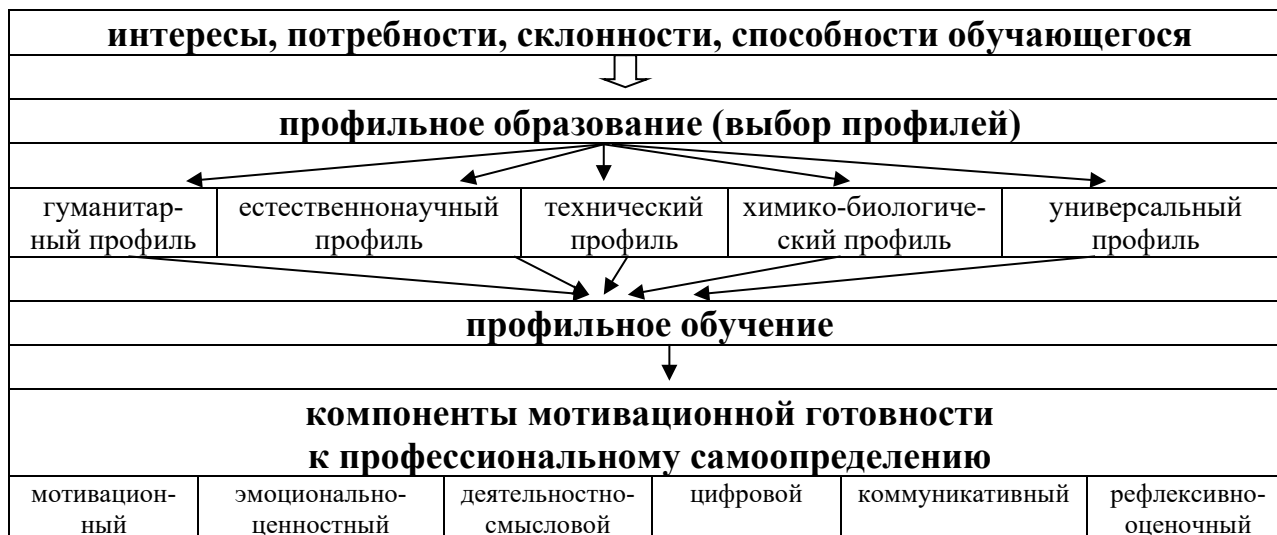 интересы, потребности, склонности, способности обучающегося
профильное образование (выбор профилей)
гуманитар-
ный профиль
естественнонаучный
профиль
технический
профиль
химико-биологиче-
ский профиль
универсальный
профиль
профильное обучение
компоненты мотивационной готовности
к профессиональному самоопределению
мотивацион-
ный
эмоционально-
ценностный
деятельностно-
смысловой
цифровой
коммуникативный
рефлексивно-
оценочный